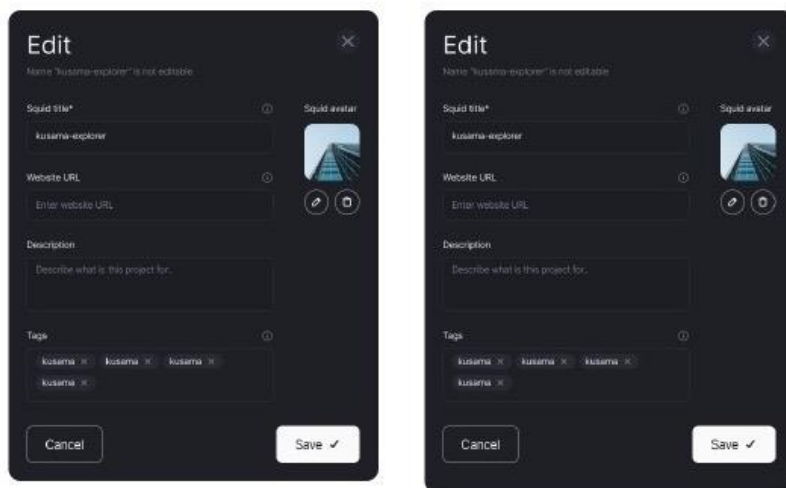 Edit
Name "kusama-explorer" is not editable
Squid title*
Squid avatar
kusama-explorer
Website URL
Enter website URL
Description
Describe what is this project for..
Tags
kusama × kusama × kusama ×
kusama ×
Cancel
Save ✓
Edit
Name "kusama-explorer" is not editable
Squid title*
Squid avatar
kusama-explorer
Website URL
Enter website URL
Description
Describe what is this project for..
Tags
kusama × kusama × kusama ×
kusama ×
Cancel
Save ✓